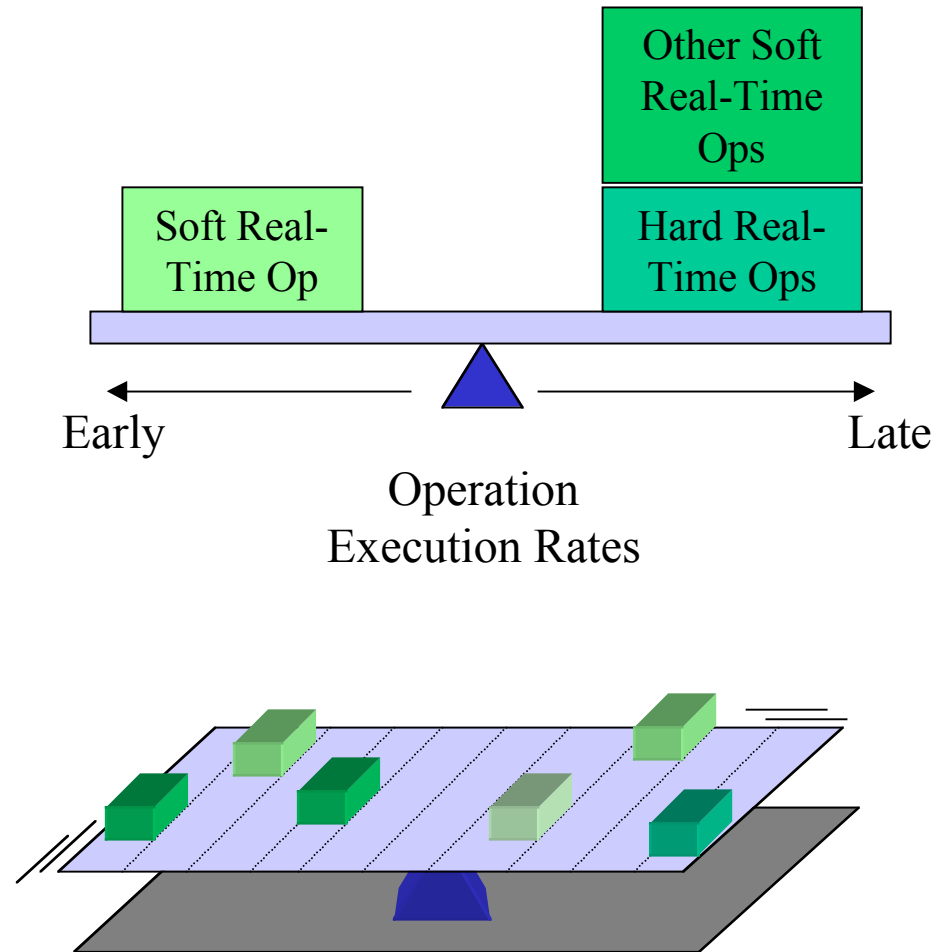 Other Soft
Real-Time
Ops
Soft Real-
Time Op
Hard Real-
Time Ops
Early
Late
Operation
Execution Rates